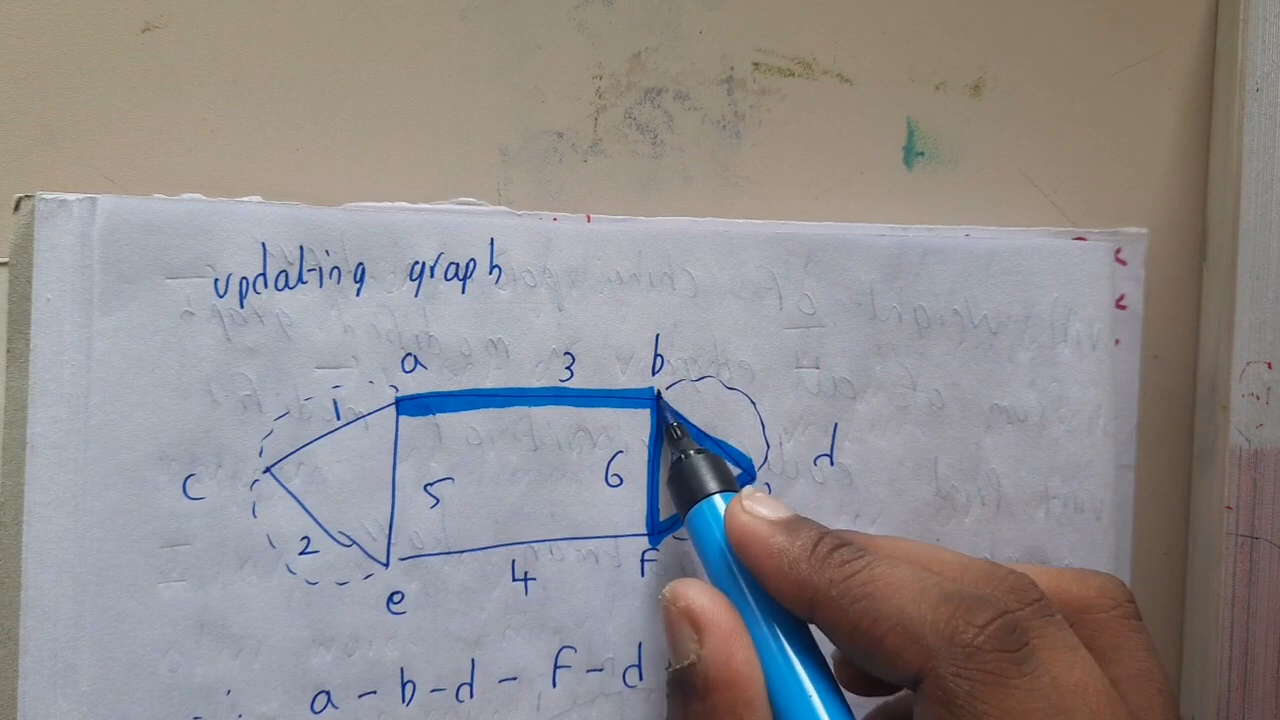 updating graph
a 3 b
1
c 5 6 d
2
4 F
e
a - b - d - F - d